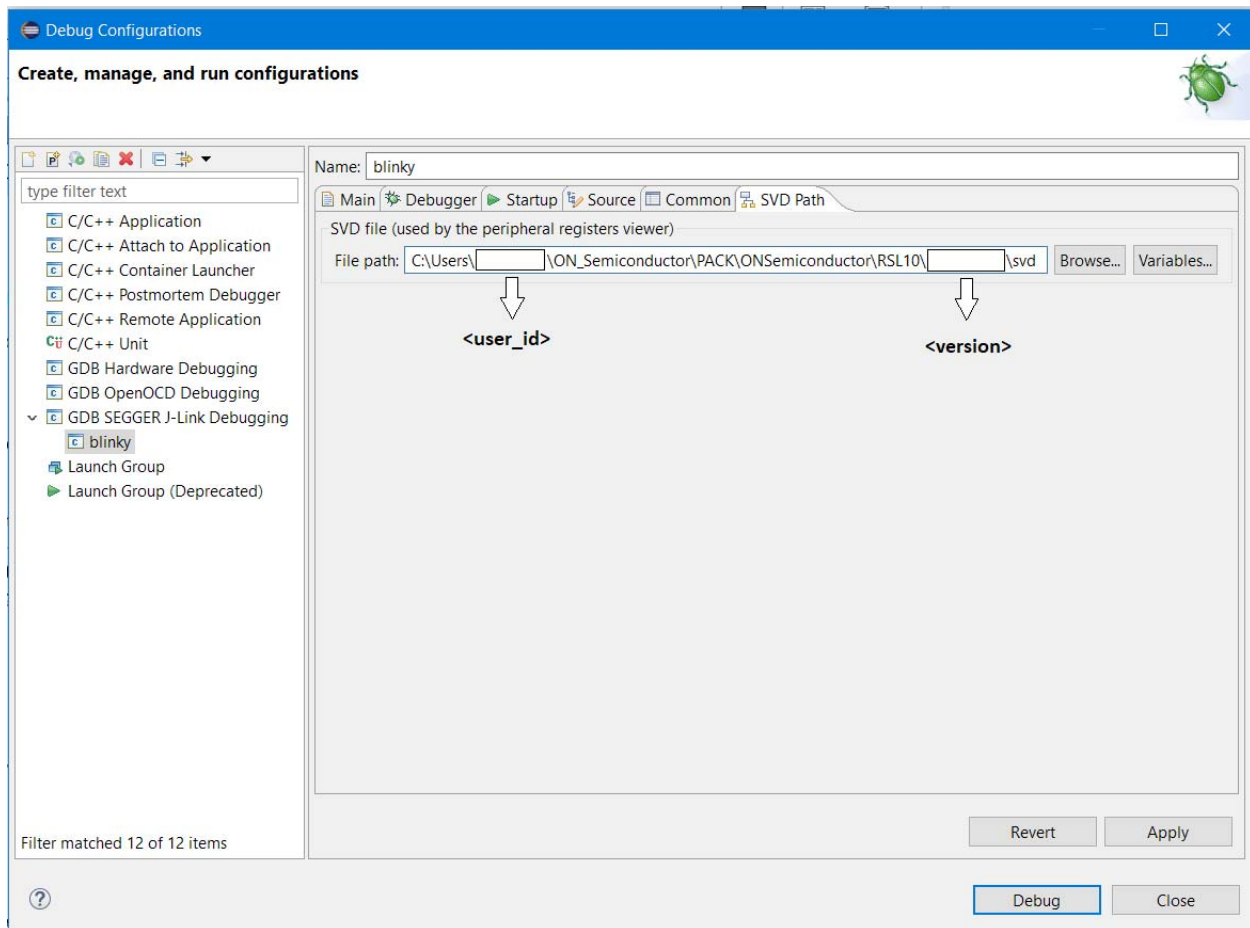 Debug Configurations
Create, manage, and run configurations
type filter text
C/C++ Application
C/C++ Attach to Application
C/C++ Container Launcher
C/C++ Postmortem Debugger
C/C++ Remote Application
C/C++ Unit
GDB Hardware Debugging
GDB OpenOCD Debugging
GDB SEGGER J-Link Debugging
blinky
Launch Group
Launch Group (Deprecated)
Filter matched 12 of 12 items
Name: blinky
Main Debugger Startup Source Common SVD Path
SVD file (used by the peripheral registers viewer)
File path: C:\Users\ \ON_Semiconductor\PACK\ONSemiconductor\RSL10\ \svd Browse... Variables...
<user_id> <version>
Revert Apply
Debug Close